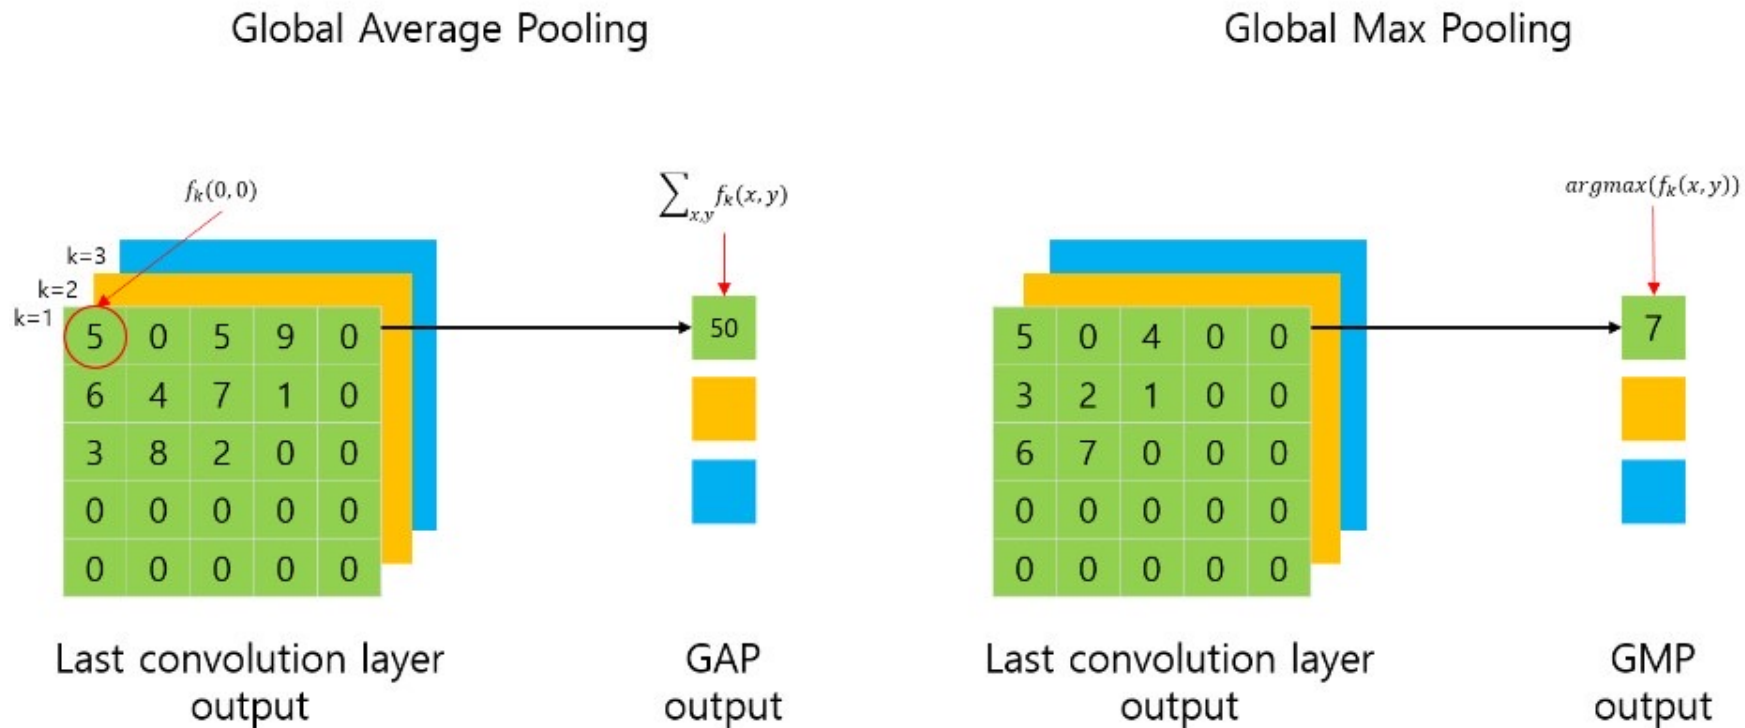 Global Average Pooling
Global Max Pooling
f_k(0,0)
∑_{x,y} f_k(x,y)
argmax(f_k(x,y))
k=3
k=2
k=1
5 0 5 9 0
6 4 7 1 0
3 8 2 0 0
0 0 0 0 0
0 0 0 0 0
50
5 0 4 0 0
3 2 1 0 0
6 7 0 0 0
0 0 0 0 0
0 0 0 0 0
7
Last convolution layer
output
GAP
output
Last convolution layer
output
GMP
output